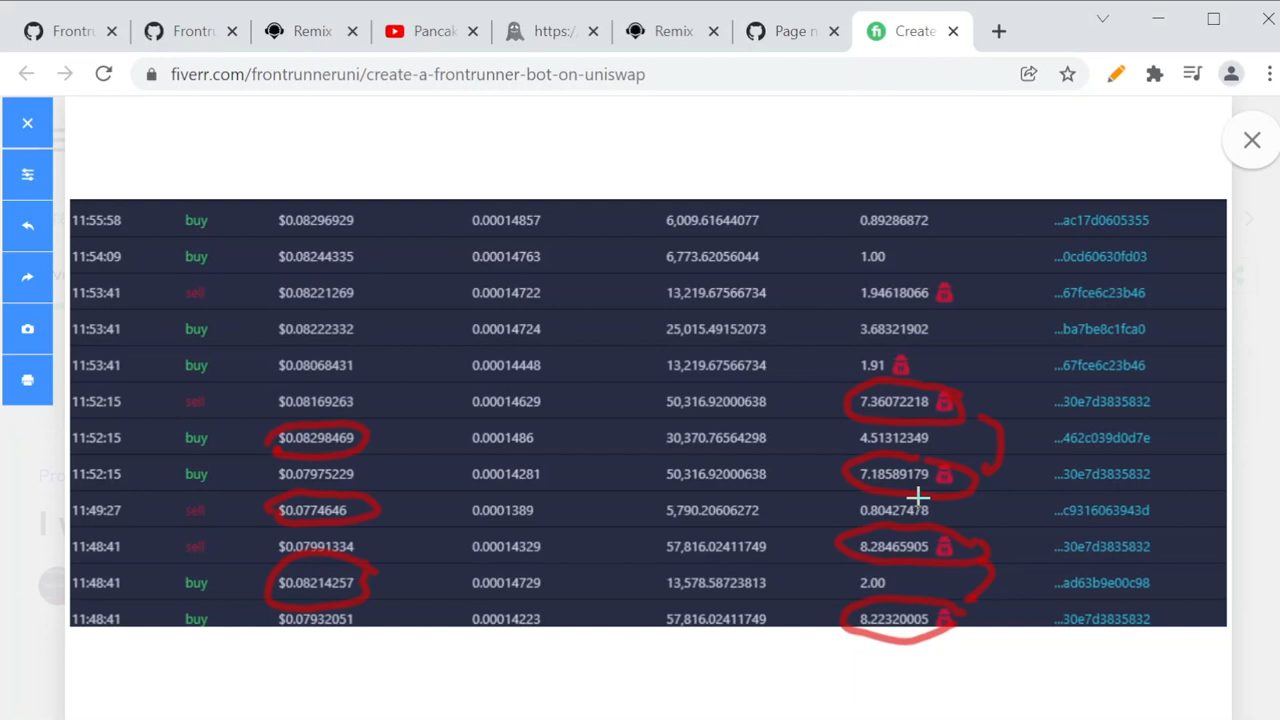 Frontru
Frontru
Remix
Pancak
https:/
Remix
Page n
Create
fiverr.com/frontrunneruni/create-a-frontrunner-bot-on-uniswap
11:55:58 buy $0.08296929 0.00014857 6,009.61644077 0.89286872 ...ac17d0605355
11:54:09 buy $0.08244335 0.00014763 6,773.62056044 1.00 ...0cd60630fd03
11:53:41 sell $0.08221269 0.00014722 13,219.67566734 1.94618066 ...67fce6c23b46
11:53:41 buy $0.08222332 0.00014724 25,015.49152073 3.68321902 ...ba7be8c1fca0
11:53:41 buy $0.08068431 0.00014448 13,219.67566734 1.91 ...67fce6c23b46
11:52:15 sell $0.08169263 0.00014629 50,316.92000638 7.36072218 ...30e7d3835832
11:52:15 buy $0.08298469 0.0001486 30,370.76564298 4.51312349 ...462c039d0d7e
11:52:15 buy $0.07975229 0.00014281 50,316.92000638 7.18589179 ...30e7d3835832
11:49:27 sell $0.0774646 0.0001389 5,790.20606272 0.80427478 ...c9316063943d
11:48:41 sell $0.07991334 0.00014329 57,816.02411749 8.28465905 ...30e7d3835832
11:48:41 buy $0.08214257 0.00014729 13,578.58723813 2.00 ...ad63b9e00c98
11:48:41 buy $0.07932051 0.00014223 57,816.02411749 8.22320005 ...30e7d3835832